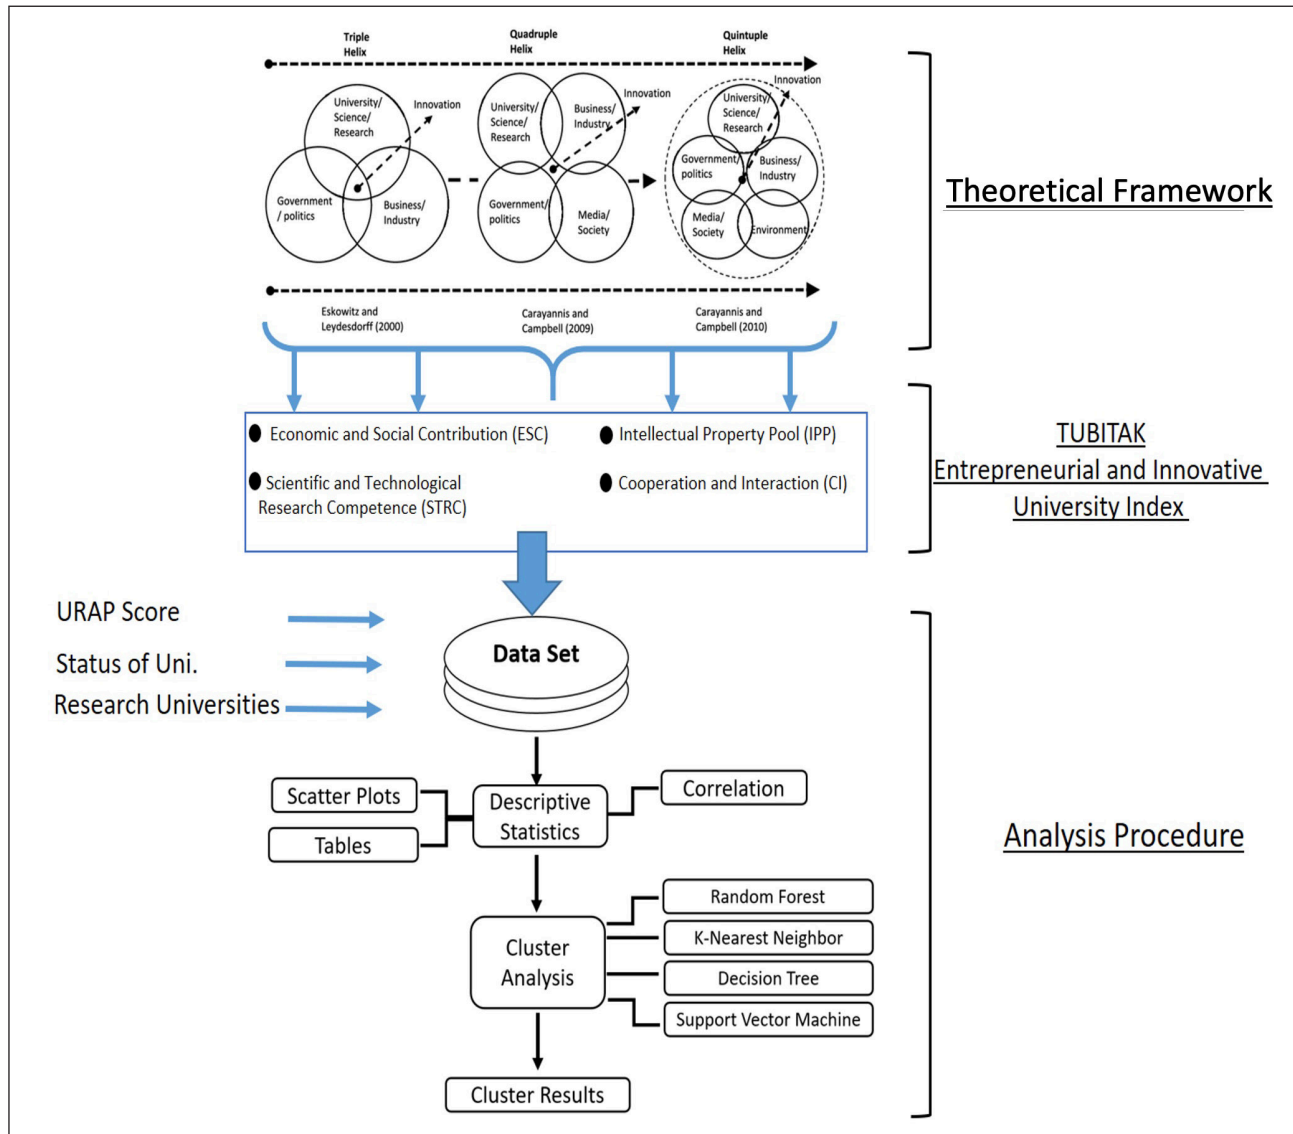 Triple
Helix
Quadruple
Helix
Quintuple
Helix
University/
Science/
Research
Innovation
Government
/ politics
Business/
Industry
University/
Science/
Research
Business/
Industry
Innovation
Government/
politics
Media/
Society
University/
Science/
Research
Innovation
Government/
politics
Business/
Industry
Media/
Society
Environment
Eskowitz and
Leydesdorff (2000)
Carayannis and
Campbell (2009)
Carayannis and
Campbell (2010)
Theoretical Framework
Economic and Social Contribution (ESC)
Intellectual Property Pool (IPP)
Scientific and Technological
Research Competence (STRC)
Cooperation and Interaction (CI)
TUBITAK
Entrepreneurial and Innovative
University Index
URAP Score
Status of Uni.
Research Universities
Data Set
Scatter Plots
Tables
Descriptive
Statistics
Correlation
Cluster
Analysis
Random Forest
K-Nearest Neighbor
Decision Tree
Support Vector Machine
Cluster Results
Analysis Procedure